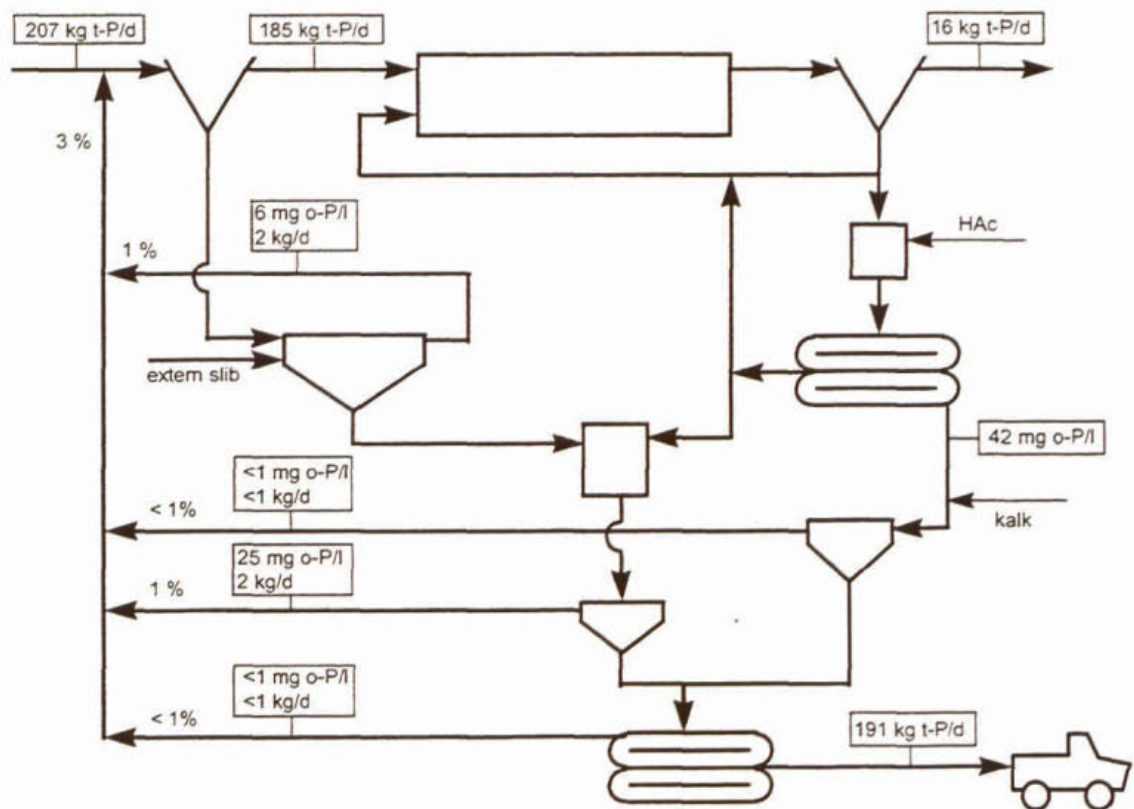 207 kg t-P/d
185 kg t-P/d
16 kg t-P/d
3 %
6 mg o-P/l
2 kg/d
1 %
HAc
extern slib
42 mg o-P/l
<1 mg o-P/l
<1 kg/d
< 1%
kalk
25 mg o-P/l
2 kg/d
1 %
<1 mg o-P/l
<1 kg/d
< 1%
191 kg t-P/d